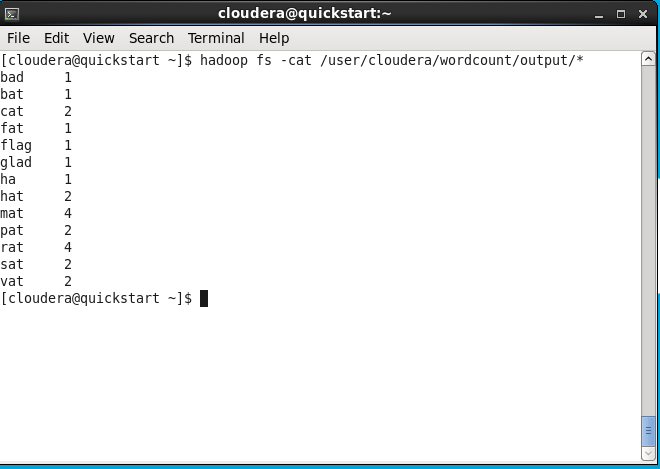 cloudera@quickstart:~
File Edit View Search Terminal Help
[cloudera@quickstart ~]$ hadoop fs -cat /user/cloudera/wordcount/output/*
bad 1
bat 1
cat 2
fat 1
flag 1
glad 1
ha 1
hat 2
mat 4
pat 2
rat 4
sat 2
vat 2
[cloudera@quickstart ~]$